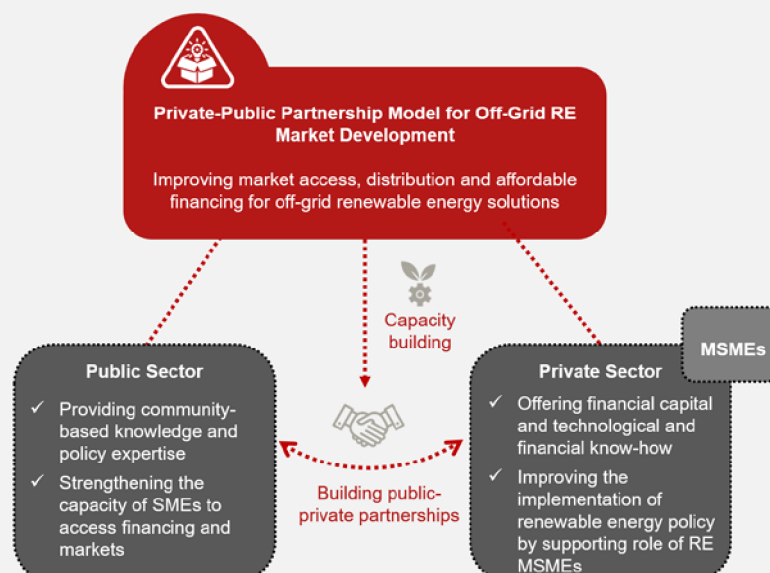 Private-Public Partnership Model for Off-Grid RE
Market Development
Improving market access, distribution and affordable
financing for off-grid renewable energy solutions
Capacity
building
MSMEs
Public Sector
✓ Providing community-
based knowledge and
policy expertise
✓ Strengthening the
capacity of SMEs to
access financing and
markets
Building public-
private partnerships
Private Sector
✓ Offering financial capital
and technological and
financial know-how
✓ Improving the
implementation of
renewable energy policy
by supporting role of RE
MSMEs